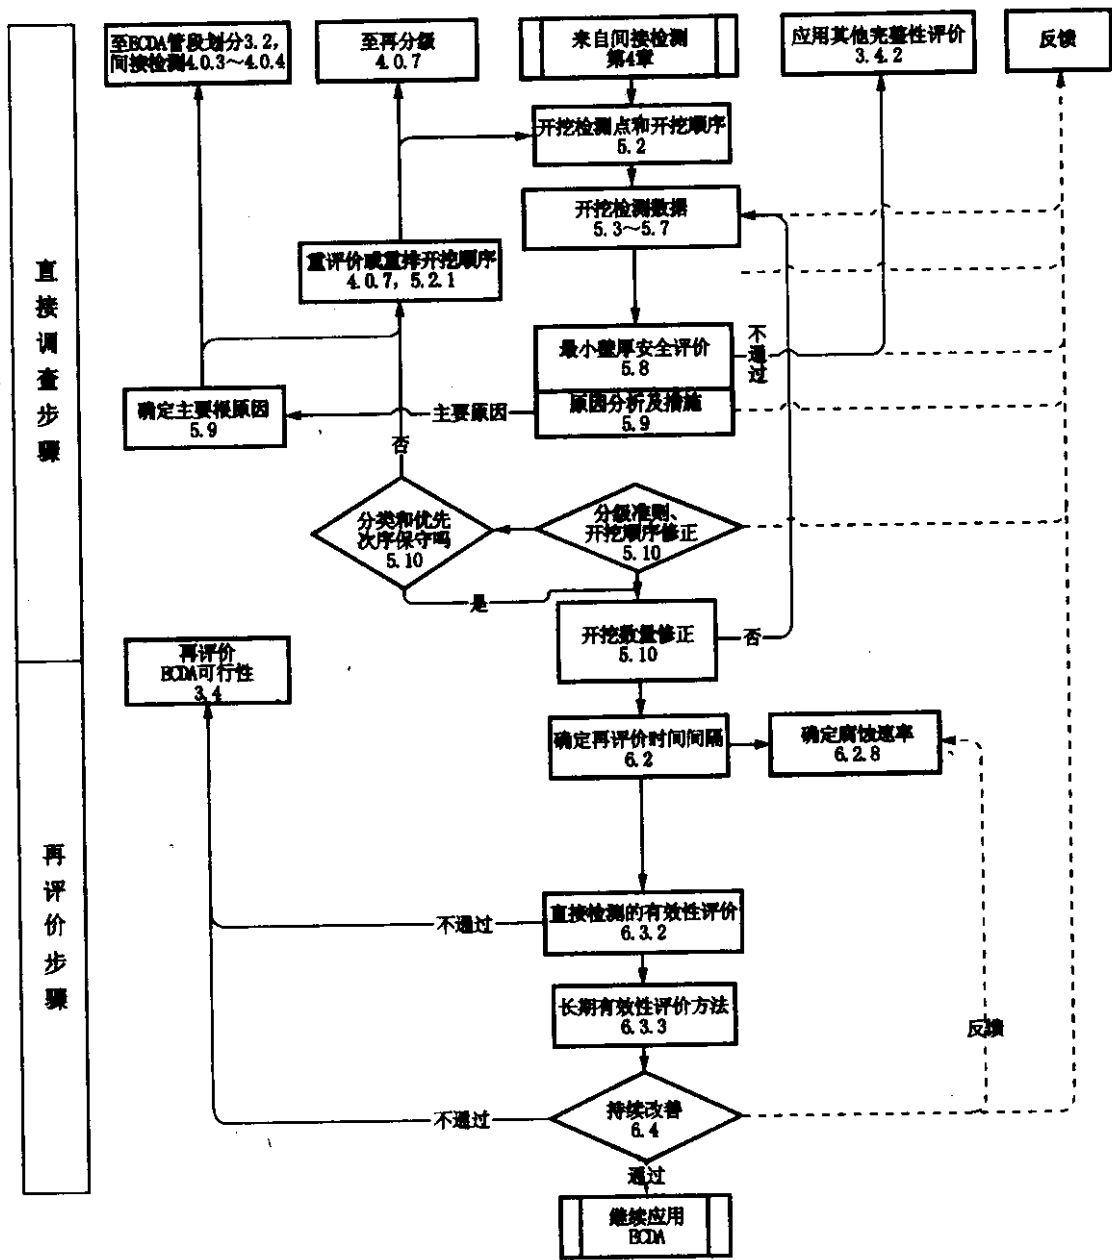 至ECDA管段划分3.2,
间接检测4.0.3～4.0.4
至再分级
4.0.7
来自间接检测
第4章
应用其他完整性评价
3.4.2
反馈
开挖检测点和开挖顺序
5.2
开挖检测数据
5.3～5.7
重评价或重排开挖顺序
4.0.7, 5.2.1
直接调查步骤
最小壁厚安全评价
5.8
不通过
确定主要根原因
5.9
主要原因
原因分析及措施
5.9
否
分类和优先
次序保守吗
5.10
分级准则、
开挖顺序修正
5.10
是
开挖数量修正
5.10
否
再评价
ECDA可行性
3.4
确定再评价时间间隔
6.2
确定腐蚀速率
6.2.8
再评价步骤
不通过
直接检测的有效性评价
6.3.2
长期有效性评价方法
6.3.3
反馈
不通过
持续改善
6.4
通过
继续应用
ECDA